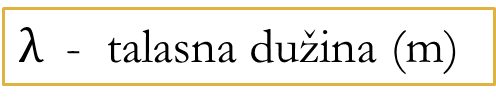 λ - talasna dužina (m)